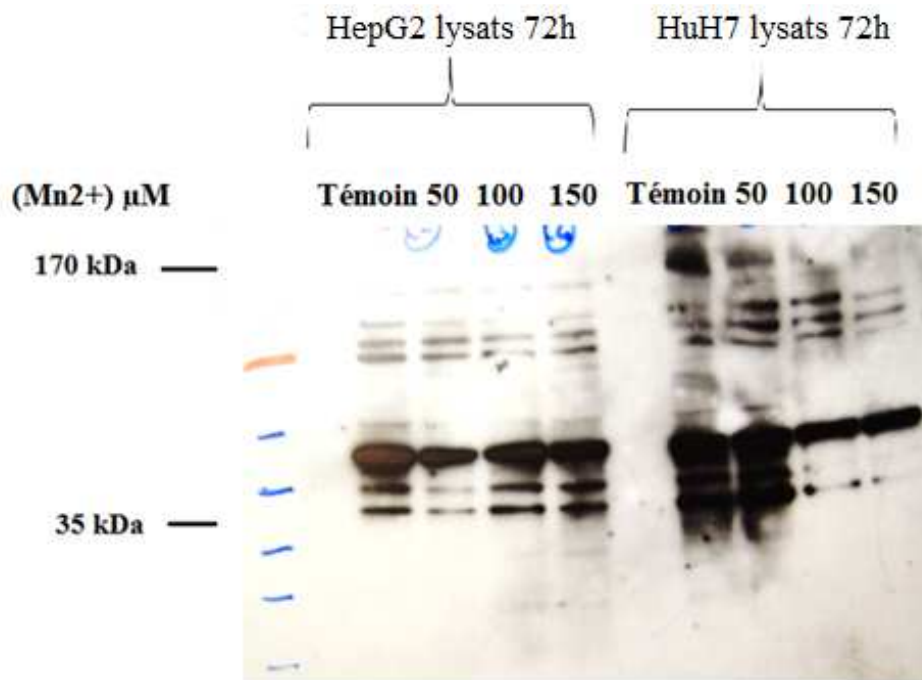 HepG2 lysats 72h HuH7 lysats 72h
(Mn2+) µM Témoin 50 100 150 Témoin 50 100 150
170 kDa
35 kDa